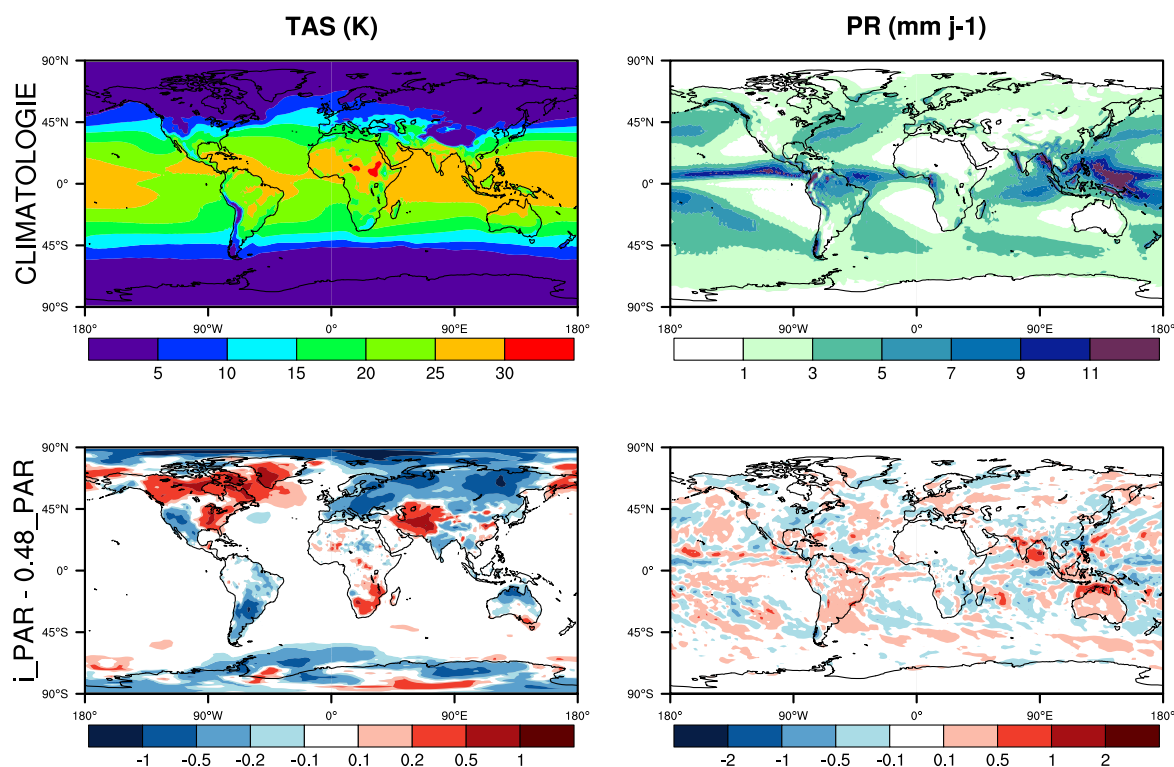 TAS (K)
PR (mm j-1)
CLIMATOLOGIE
90°N
45°N
0°
45°S
90°S
180°
90°W
0°
90°E
180°
5
10
15
20
25
30
90°N
45°N
0°
45°S
90°S
180°
90°W
0°
90°E
180°
1
3
5
7
9
11
i_PAR - 0.48_PAR
90°N
45°N
0°
45°S
90°S
180°
90°W
0°
90°E
180°
-1
-0.5
-0.2
-0.1
0.1
0.2
0.5
1
90°N
45°N
0°
45°S
90°S
180°
90°W
0°
90°E
180°
-2
-1
-0.5
-0.1
0.1
0.5
1
2